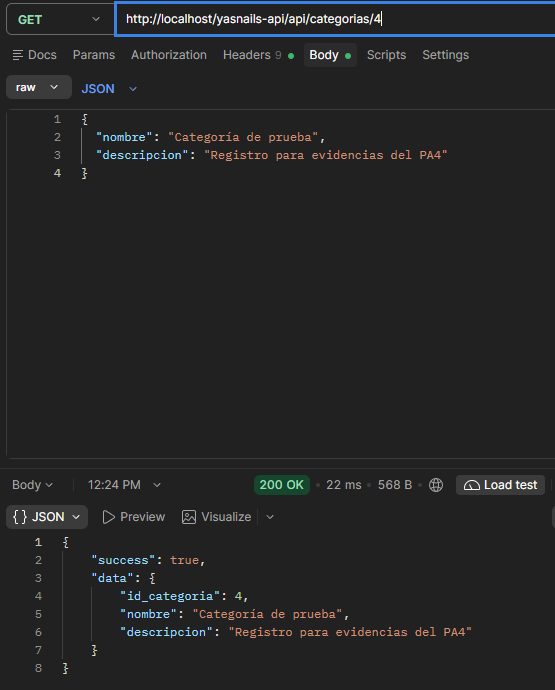 GET http://localhost/yasnails-api/api/categorias/4
Docs Params Authorization Headers 9 Body Scripts Settings
raw JSON
1 {
2 "nombre": "Categoría de prueba",
3 "descripcion": "Registro para evidencias del PA4"
4 }
Body 12:24 PM 200 OK 22 ms 568 B Load test
{} JSON Preview Visualize
1 {
2 "success": true,
3 "data": {
4 "id_categoria": 4,
5 "nombre": "Categoría de prueba",
6 "descripcion": "Registro para evidencias del PA4"
7 }
8 }